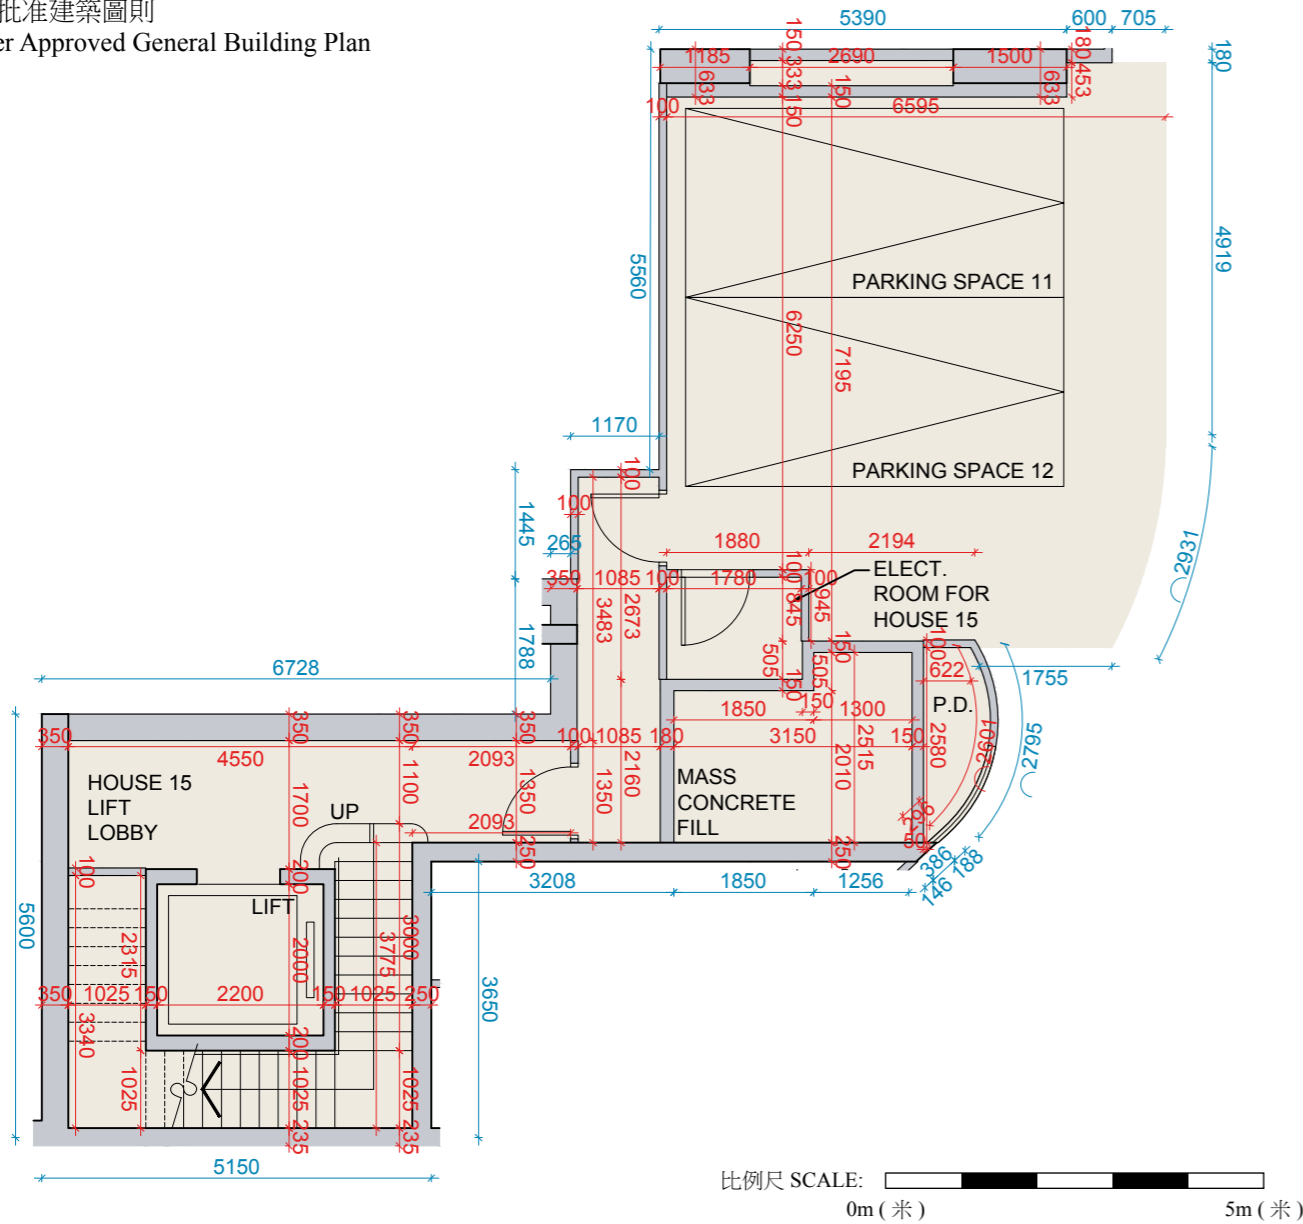 批准建築圖則
er Approved General Building Plan
5390 600 705
1185 2690 1500
150 333 150
633
150
633
180 453
180
100 6595
4919
5560
PARKING SPACE 11
6250
7195
1170
PARKING SPACE 12
100
100
1445
265
1880 2194
2931
350 1085 100 1780 100
100 845
945
ELECT.
ROOM FOR
HOUSE 15
3483
2673
1788
505
150
150
505
100
622
1755
6728
150
P.D.
1850 1300
350
350
350
350
4550 2093
100 1085 180 3150 150
2580
2601
2795
HOUSE 15
LIFT
LOBBY
1700
1100
1350
1350
2160
MASS
CONCRETE
FILL
2010
2515
UP
2093
250
250
50
386
188
146
3208 1850 1256
100
200
LIFT
5600
2315
2000
3000
3775
3650
350 1025 150 2200 150 1025 250
3340
200
1025
1025
1025
235
235
5150
比例尺 SCALE:
0m ( 米 ) 5m ( 米 )